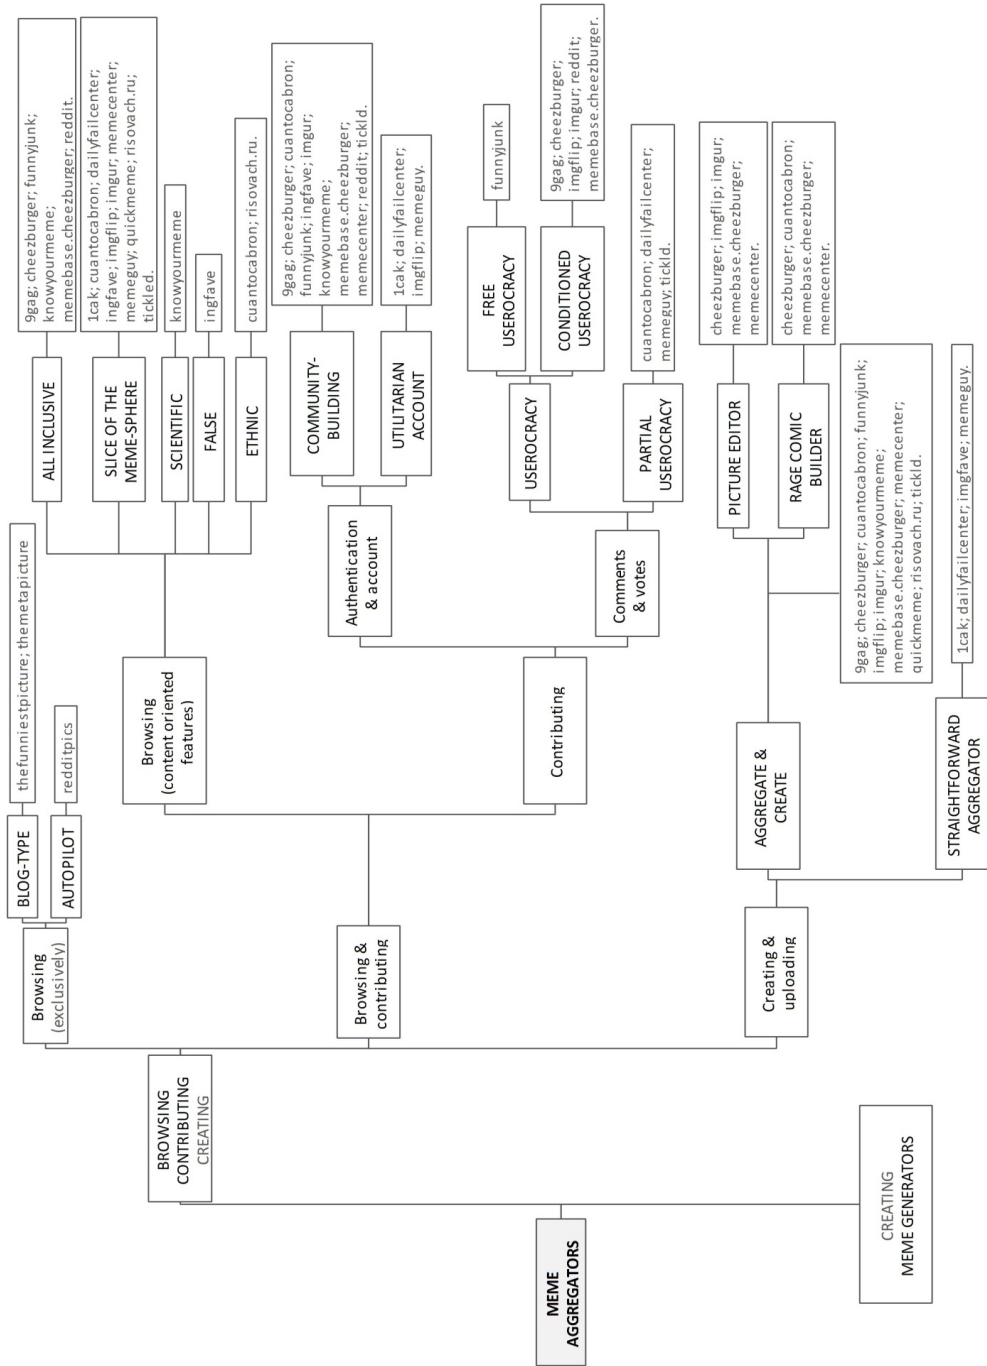 MEME
AGGREGATORS
BROWSING
CONTRIBUTING
CREATING
CREATING
MEME GENERATORS
Browsing
(exclusively)
BLOG-TYPE
thefunniestpicture; themetapicture
AUTOPILOT
redditpics
Browsing &
contributing
Browsing
(content oriented
features)
ALL INCLUSIVE
9gag; cheezburger; funnyjunk;
knowyourmeme;
memebase.cheezburger; reddit.
SLICE OF THE
MEME-SPHERE
1cak; cuantocabron; dailyfailcenter;
ingfave; imgflip; imgur; memecenter;
memeguy; quickmeme; risovach.ru;
tickled.
SCIENTIFIC
knowyourmeme
FALSE
ingfave
ETHNIC
cuantocabron; risovach.ru.
Contributing
Authentication
& account
COMMUNITY-
BUILDING
9gag; cheezburger; cuantocabron;
funnyjunk; ingfave; imgur;
knowyourmeme;
memebase.cheezburger;
memecenter; reddit; tickld.
UTILITARIAN
ACCOUNT
1cak; dailyfailcenter;
imgflip; memeguy.
Comments
& votes
USEROCRACY
FREE
USEROCRACY
funnyjunk
CONDITIONED
USEROCRACY
9gag; cheezburger;
imgflip; imgur; reddit;
memebase.cheezburger.
PARTIAL
USEROCRACY
cuantocabron; dailyfailcenter;
memeguy; tickld.
Creating &
uploading
AGGREGATE &
CREATE
PICTURE EDITOR
cheezburger; imgflip; imgur;
memebase.cheezburger;
memecenter.
RAGE COMIC
BUILDER
cheezburger; cuantocabron;
memebase.cheezburger;
memecenter.
9gag; cheezburger; cuantocabron; funnyjunk;
imgflip; imgur; knowyourmeme;
memebase.cheezburger; memecenter;
quickmeme; risovach.ru; tickld.
STRAIGHTFORWARD
AGGREGATOR
1cak; dailyfailcenter; imgfave; memeguy.